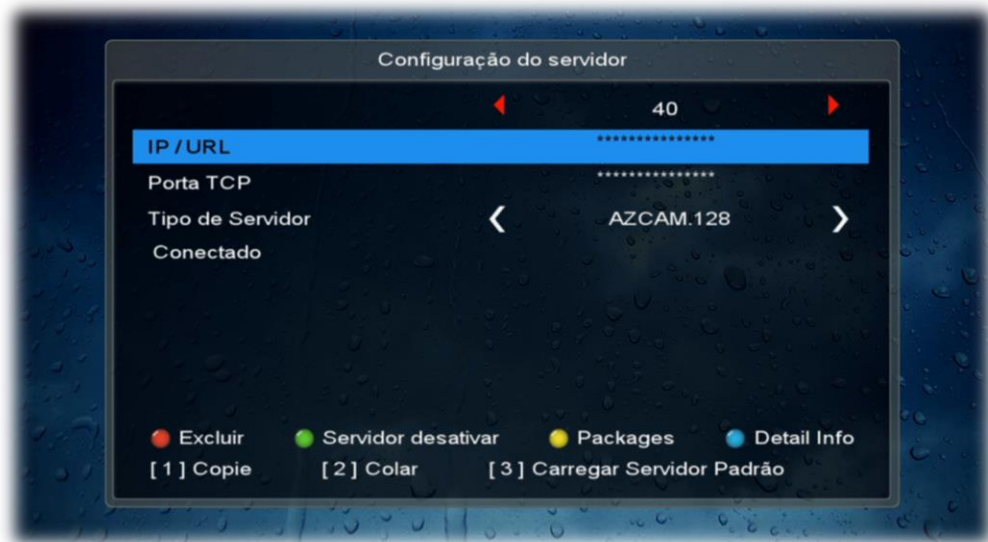 Configuração do servidor
40
IP / URL ***************
Porta TCP ***************
Tipo de Servidor AZCAM.128
Conectado
Excluir Servidor desativar Packages Detail Info
[ 1 ] Copie [ 2 ] Colar [ 3 ] Carregar Servidor Padrão